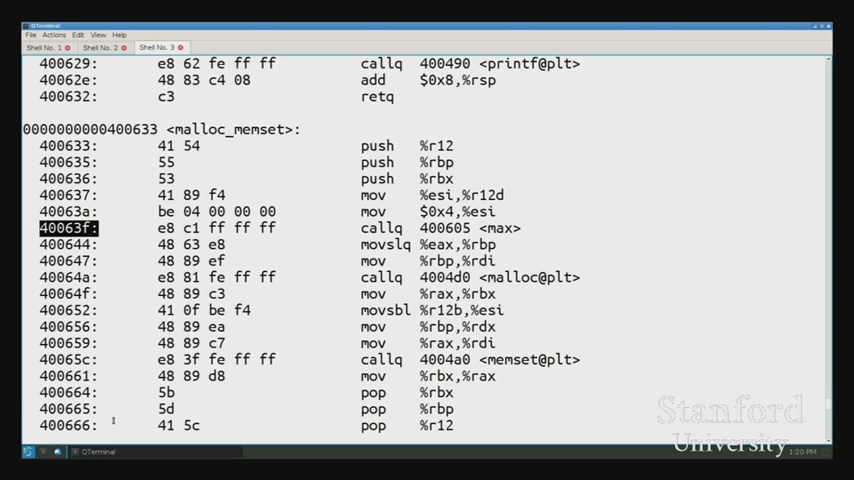 QTerminal
File Actions Edit View Help
Shell No. 1 Shell No. 2 Shell No. 3
400629: e8 62 fe ff ff callq 400490 <printf@plt>
40062e: 48 83 c4 08 add $0x8,%rsp
400632: c3 retq
0000000000400633 <malloc_memset>:
400633: 41 54 push %r12
400635: 55 push %rbp
400636: 53 push %rbx
400637: 41 89 f4 mov %esi,%r12d
40063a: be 04 00 00 00 mov $0x4,%esi
40063f: e8 c1 ff ff ff callq 400605 <max>
400644: 48 63 e8 movslq %eax,%rbp
400647: 48 89 ef mov %rbp,%rdi
40064a: e8 81 fe ff ff callq 4004d0 <malloc@plt>
40064f: 48 89 c3 mov %rax,%rbx
400652: 41 0f be f4 movsbl %r12b,%esi
400656: 48 89 ea mov %rbp,%rdx
400659: 48 89 c7 mov %rax,%rdi
40065c: e8 3f fe ff ff callq 4004a0 <memset@plt>
400661: 48 89 d8 mov %rbx,%rax
400664: 5b pop %rbx
400665: 5d pop %rbp
400666: 41 5c pop %r12
Stanford
University
QTerminal
1:20 PM